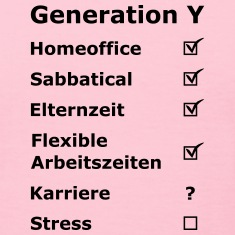 Generation Y
Homeoffice ☑
Sabbatical ☑
Elternzeit ☑
Flexible
Arbeitszeiten ☑
Karriere ?
Stress ☐